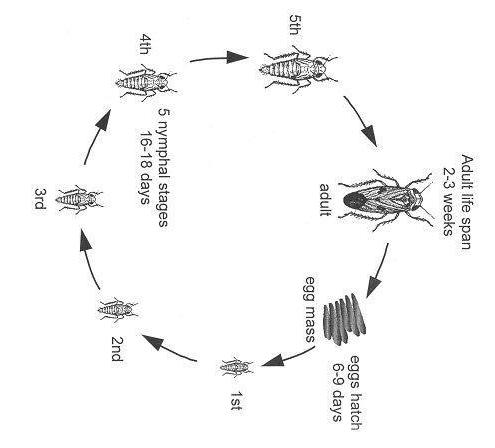 Adult life span
2-3 weeks
adult
egg mass
eggs hatch
6-9 days
1st
2nd
3rd
4th
5th
5 nymphal stages
16-18 days